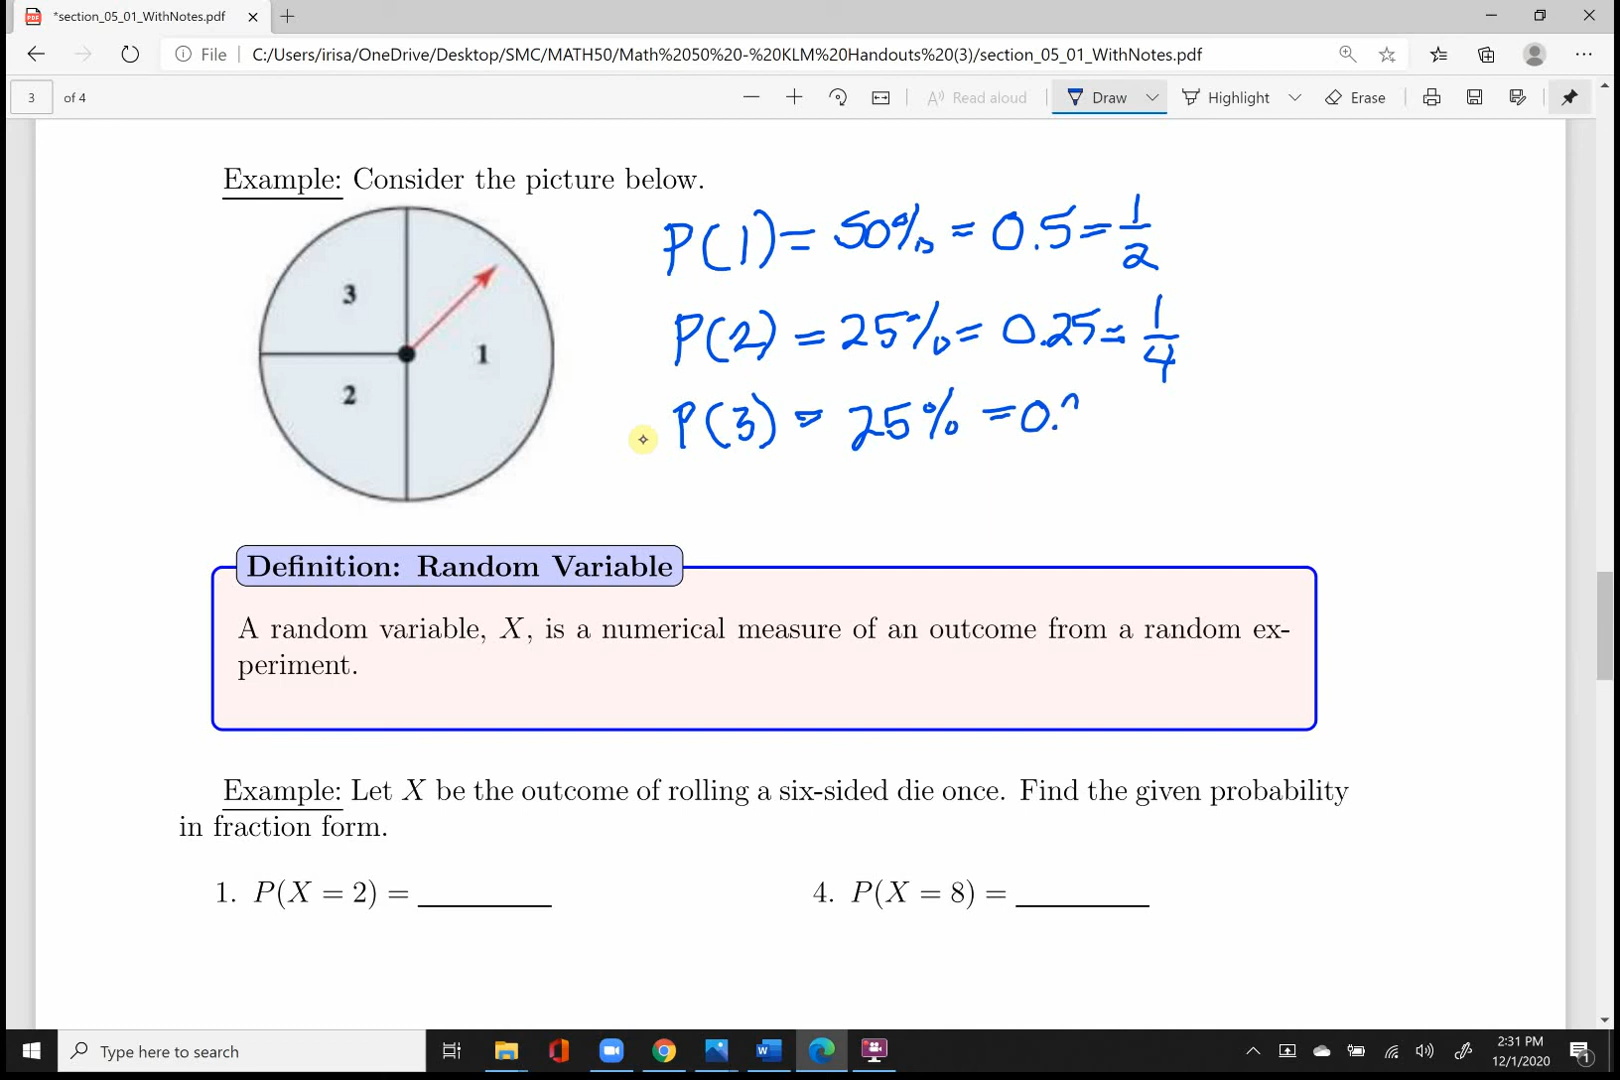 *section_05_01_WithNotes.pdf
File C:/Users/irisa/OneDrive/Desktop/SMC/MATH50/Math%2050%20-%20KLM%20Handouts%20(3)/section_05_01_WithNotes.pdf
3 of 4 Read aloud Draw Highlight Erase
Example: Consider the picture below.
3
1
2
P(1) = 50% = 0.5 = 1/2
P(2) = 25% = 0.25 = 1/4
P(3) = 25% = 0.
Definition: Random Variable
A random variable, X, is a numerical measure of an outcome from a random ex-
periment.
Example: Let X be the outcome of rolling a six-sided die once. Find the given probability
in fraction form.
1. P(X = 2) = ________
4. P(X = 8) = ________
Type here to search
2:31 PM
12/1/2020
1